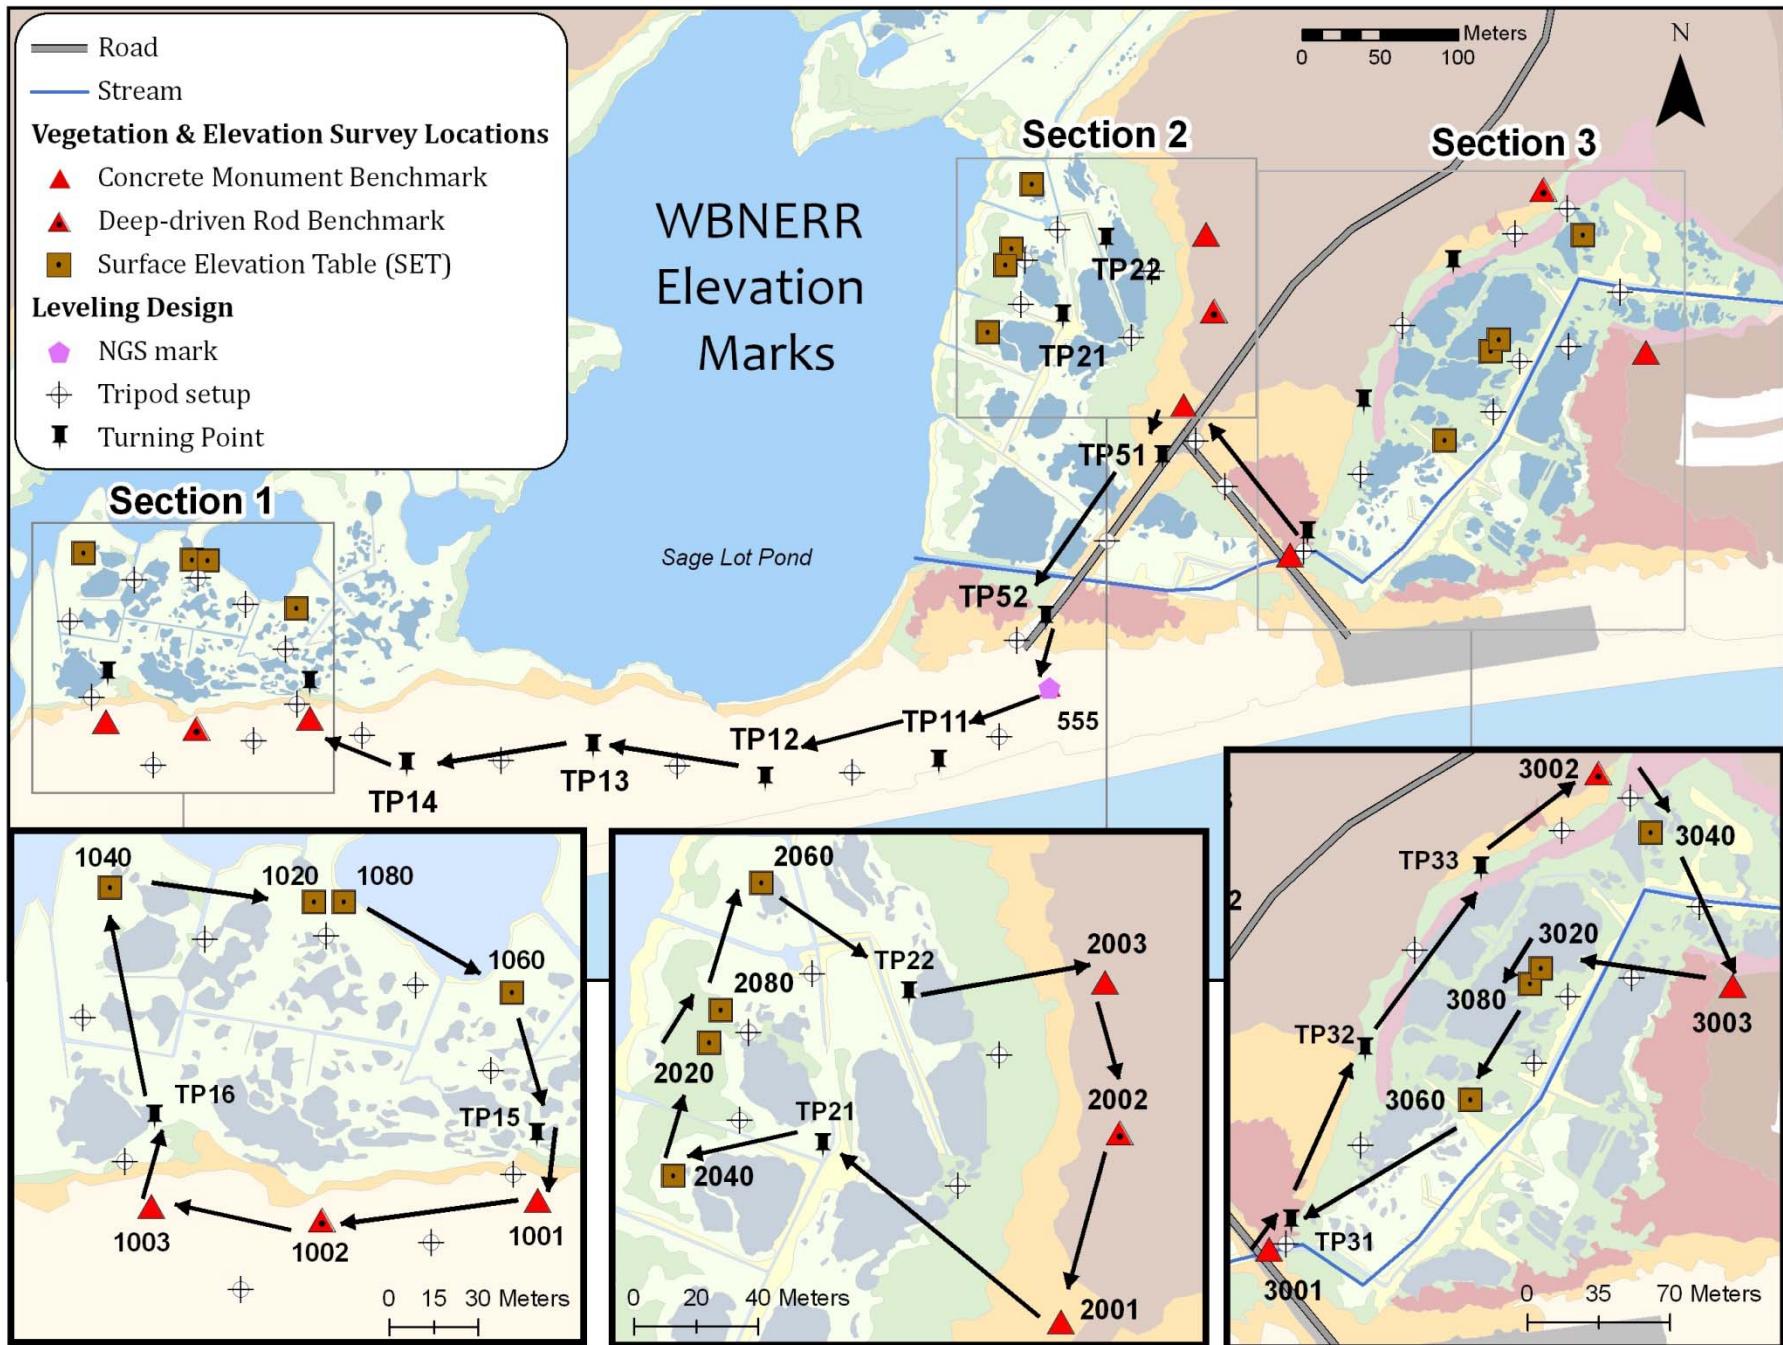 Road
Stream
Vegetation & Elevation Survey Locations
Concrete Monument Benchmark
Deep-driven Rod Benchmark
Surface Elevation Table (SET)
Leveling Design
NGS mark
Tripod setup
Turning Point
WBNERR
Elevation
Marks
Sage Lot Pond
Meters
0 50 100
N
Section 1
Section 2
Section 3
TP22
TP21
TP51
TP52
555
TP11
TP12
TP13
TP14
1040
1020
1080
1060
TP16
TP15
1003
1002
1001
0 15 30 Meters
2060
TP22
2003
2080
2020
TP21
2002
2040
2001
0 20 40 Meters
3002
TP33
3040
3020
3080
3003
TP32
3060
TP31
3001
0 35 70 Meters